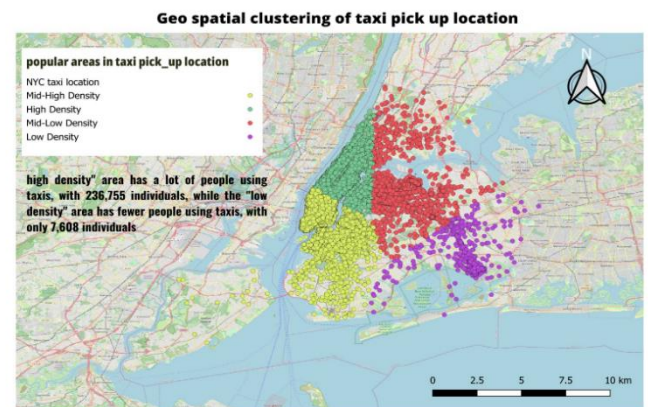 Geo spatial clustering of taxi pick up location
popular areas in taxi pick_up location
NYC taxi location
Mid-High Density
High Density
Mid-Low Density
Low Density
high density" area has a lot of people using
taxis, with 236,755 individuals, while the "low
density" area has fewer people using taxis, with
only 7,608 individuals
N
0 2.5 5 7.5 10 km